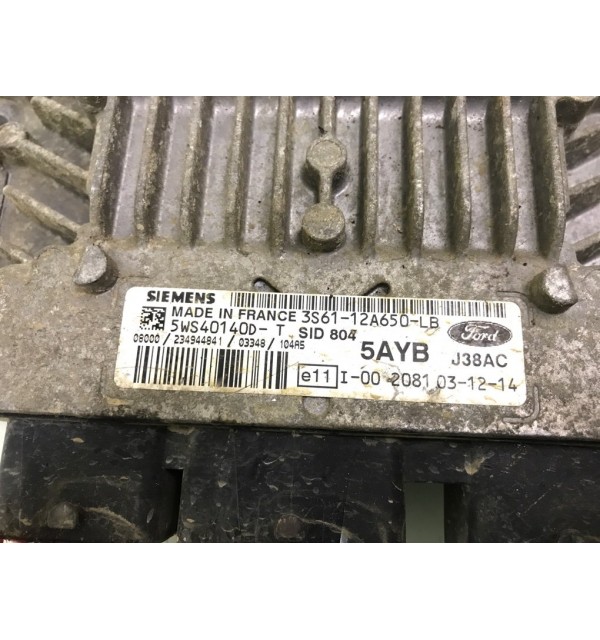 SIEMENS
MADE IN FRANCE 3S61-12A650-LB
5WS40140D-T SID 804
Ford
08000 / 234944841 / 03348 / 104A5
5AYB J38AC
e11 I-00 2081 03-12-14